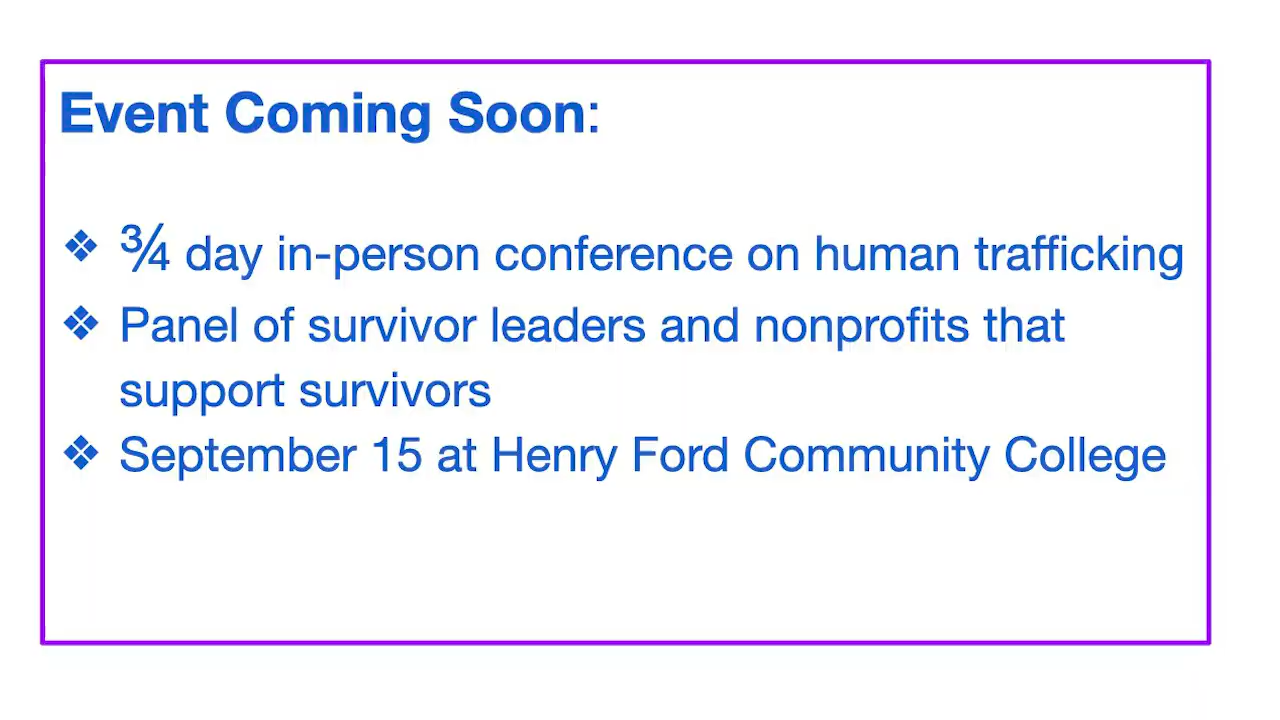 Event Coming Soon:
❖ ¾ day in-person conference on human trafficking
❖ Panel of survivor leaders and nonprofits that
support survivors
❖ September 15 at Henry Ford Community College